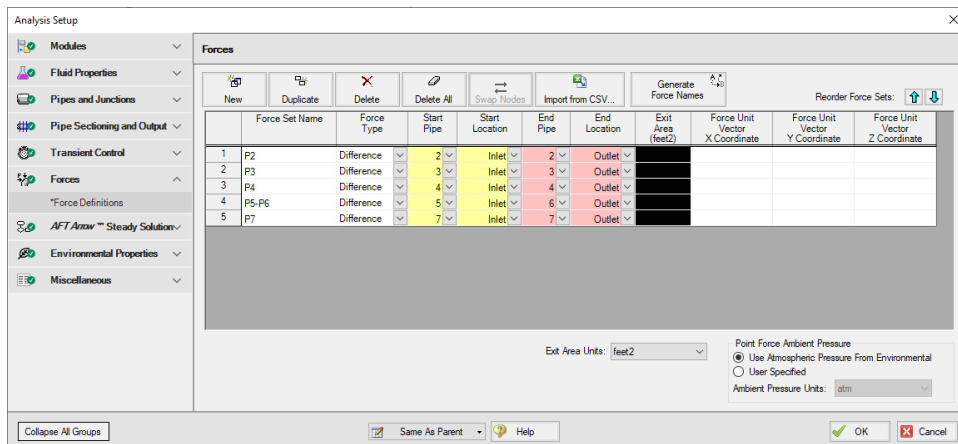 Analysis Setup
Modules
Fluid Properties
Pipes and Junctions
Pipe Sectioning and Output
Transient Control
Forces
*Force Definitions
AFT Arrow ™ Steady Solution
Environmental Properties
Miscellaneous
Forces
New Duplicate Delete Delete All Swap Nodes Import from CSV... Generate Force Names Reorder Force Sets:
Force Set Name Force Type Start Pipe Start Location End Pipe End Location Exit Area (feet2) Force Unit Vector X Coordinate Force Unit Vector Y Coordinate Force Unit Vector Z Coordinate
1 P2 Difference 2 Inlet 2 Outlet
2 P3 Difference 3 Inlet 3 Outlet
3 P4 Difference 4 Inlet 4 Outlet
4 P5-P6 Difference 5 Inlet 6 Outlet
5 P7 Difference 7 Inlet 7 Outlet
Exit Area Units: feet2
Point Force Ambient Pressure
Use Atmospheric Pressure From Environmental
User Specified
Ambient Pressure Units: atm
Collapse All Groups Same As Parent Help OK Cancel